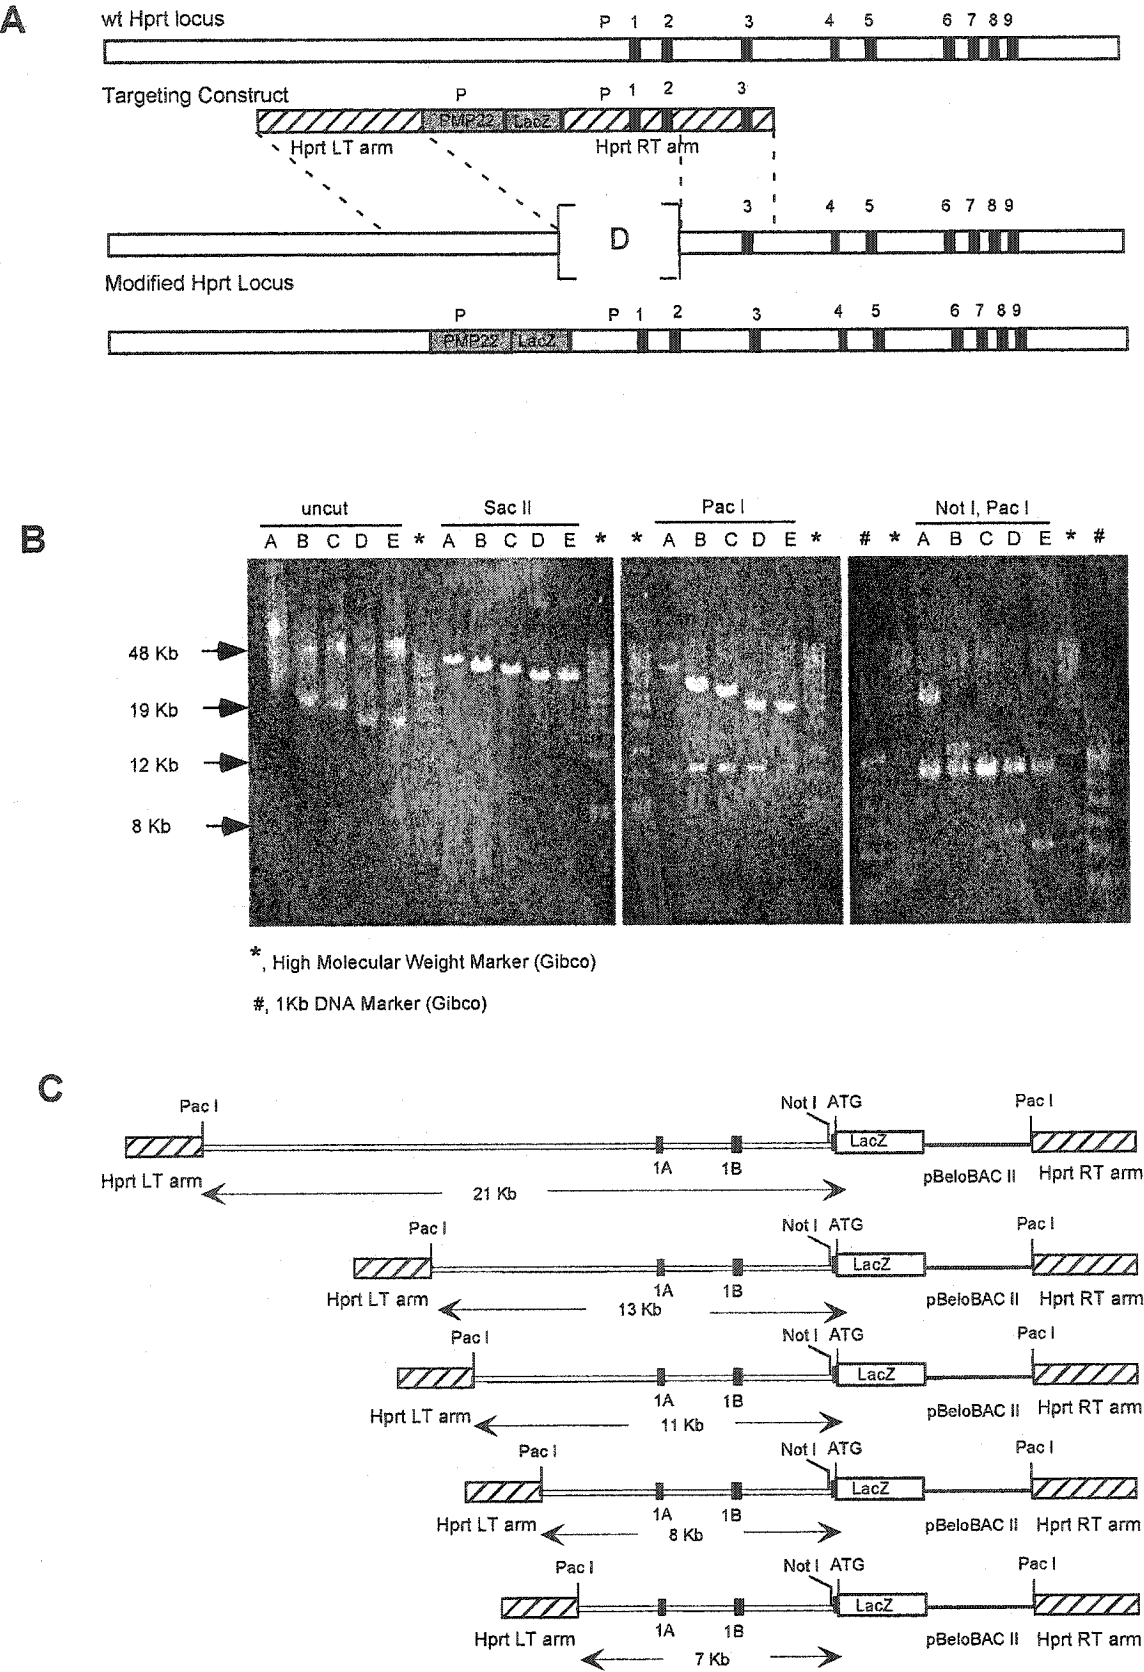 A
wt Hprt locus
P 1 2 3 4 5 6 7 8 9
Targeting Construct
P P 1 2 3
PMP22 LacZ
Hprt LT arm Hprt RT arm
3 4 5 6 7 8 9
D
Modified Hprt Locus
P P 1 2 3 4 5 6 7 8 9
PMP22 LacZ
B
uncut Sac II Pac I Not I, Pac I
A B C D E * A B C D E * * A B C D E * # * A B C D E * #
48 Kb
19 Kb
12 Kb
8 Kb
*, High Molecular Weight Marker (Gibco)
#, 1Kb DNA Marker (Gibco)
C
Pac I Not I ATG Pac I
LacZ
1A 1B pBeloBAC II Hprt RT arm
Hprt LT arm
21 Kb
Pac I Not I ATG Pac I
LacZ
1A 1B pBeloBAC II Hprt RT arm
Hprt LT arm
13 Kb
Pac I Not I ATG Pac I
LacZ
1A 1B pBeloBAC II Hprt RT arm
Hprt LT arm
11 Kb
Pac I Not I ATG Pac I
LacZ
1A 1B
Hprt LT arm pBeloBAC II Hprt RT arm
8 Kb
Pac I Not I ATG Pac I
LacZ
1A 1B
Hprt LT arm pBeloBAC II Hprt RT arm
7 Kb